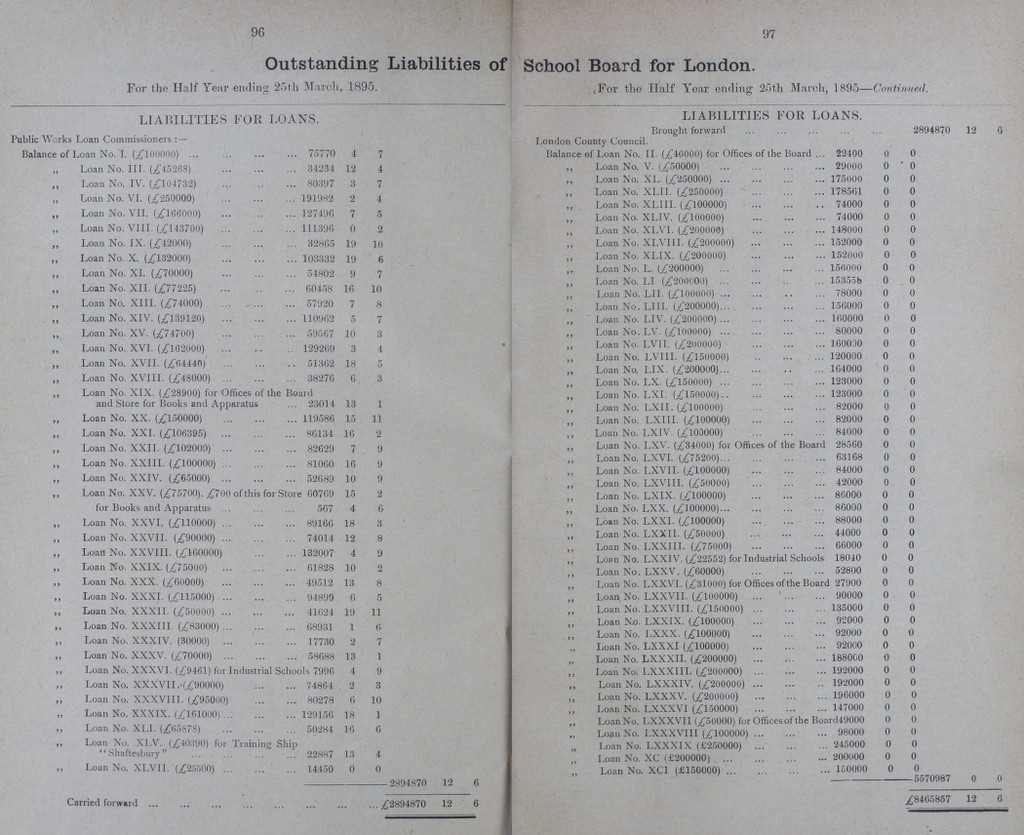 96
Outstanding Liabilities of
For the Half Year ending 25th March, 1895.
LIABILITIES FOR LOANS.
Public Works Loan Commissioners :—
Balance of Loan No. I. (£100000) ... ... ... ... 75770 4 7
,, Loan No. III. (£45268) ... ... ... 34234 12 4
,, Loan No. IV. (£104732) ... ... ... 80397 3 7
,, Loan No. VI. (£250000) ... ... ... 191982 2 4
,, Loan No. VII. (£166000) ... ... ... 127496 7 5
,, Loan No. VIII. (£143700) ... ... ... 111396 0 2
,, Loan No. IX. (£42000) ... ... ... 32865 19 10
,, Loan No. X. (£132000) ... ... ... 103332 19 6
,, Loan No. XI. (£70000) ... ... ... 54802 9 7
,, Loan No. XII. (£77225) ... ... ... 60458 16 10
,, Loan No. XIII. (£74000) ... ... ... 57920 7 8
,, Loan No. XIV. (£139120) ... ... ... 110962 5 7
,, Loan No. XV. (£74700) ... ... ... 59567 10 3
,, Loan No. XVI. (£162000) ... ... ... 129269 3 4
,, Loan No. XVII. (£64440) ... ... ... 51362 18 5
,, Loan No. XVIII. (£48000) ... ... ... 38276 6 3
,, Loan No. XIX. (£28900) for Offices of the Board
and Store for Books and Apparatus ... 23014 13 1
,, Loan No. XX. (£150000) ... ... ... 119586 15 11
,, Loan No. XXI. (£106395) ... ... ... 86134 16 2
,, Loan No. XXII. (£102000) ... ... ... 82629 7 9
,, Loan No. XXIII. (£100000) ... ... ... 81060 16 9
,, Loan No. XXIV. (£65000) ... ... ... 52689 10 9
,, Loan No. XXV. (£75700). £700 of this for Store 60769 15 2
for Books and Apparatus ... ... ... 567 4 6
,, Loan No. XXVI. (£110000) ... ... ... 89166 18 3
,, Loan No. XXVII. (£90000) ... ... ... 74014 12 8
,, Loan No. XXVIII. (£160000) ... ... 132007 4 9
,, Loan No. XXIX. (£75000) ... ... ... 61828 10 2
,, Loan No. XXX. (£60000) ... ... ... 49512 13 8
,, Loan No. XXXI. (£115000) ... ... ... 94899 6 5
,, Loan No. XXXII. (£50000) ... ... ... 41624 19 11
,, Loan No. XXXIII. (£83000) ... ... ... 68931 1 6
,, Loan No. XXXIV. (30000) ... ... ... 17730 2 7
,, Loan No. XXXV. (£70000) ... ... ... 58688 13 1
,, Loan No. XXXVI. (£9461) for Industrial Schools 7996 4 9
,, Loan No. XXXVII. (£90000) ... ... 74864 2 3
,, Loan No. XXXVIII. (£95000) ... ... 80278 6 10
,, Loan No. XXXIX. (£161000) ... ... ... 129156 18 1
,, Loan No. XLI. (£65878) ... ... ... 50284 16 6
,, Loan No. XLV. (£40390) for Training Ship
"Shaftesbury" ... ... ... ... 22887 13 4
,, Loan No. XLVII. (£25500) ... ... ... 14450 0 0
2894870 12 6
Carried forward ... ... ... ... ... ... ... ... £2894870 12 6
97
School Board for London.
For the Half Year ending 25th March, 1895—Continued.
LIABILITIES FOR LOANS.
Brought forward ... ... ... ... ... 2894870 12 6
London County Council.
Balance of Loan No. II. (£40000) for Offices of the Board ... 22400 0 0
,, Loan No. V. (£50000) ... ... ... ... 29000 0 0
,, Loan No. XL. (£250000) ... ... ... ... 175000 0 0
,, Loan No. XLII. (£250000) ... ... ... 178561 0 0
,, Loan No. XLIII. (£100000) ... ... ... 74000 0 0
,, Loan No. XLIV. (£100000) ... ... ... 74000 0 0
,, Loan No. XLVI. (£200000) ... ... ... 148000 0 0
,, Loan No. XLVIII. (£200000) ... ... ... 152000 0 0
,, Loan No. XLIX. (£200000) ... ... ... 152000 0 0
,, Loan No. L. (£200000) ... ... ... ... 156000 0 0
,, Loan No. LI (£200000) ... ... ... ... 153556 0 0
,, Loan No. LII. (£100000) ... ... ... ... 78000 0 0
,, Loan No. LIII. (£200000)... ... ... ... 156000 0 0
,, Loan No. LIV. (£200000) ... ... ... ... 160000 0 0
,, Loan No. LV. (£100000) ... ... ... ... 80000 0 0
,, Loan No. LVII. (£200000) ... ... ... 160000 0 0
,, Loan No. LVIII. (£150000) ... ... ... 120000 0 0
,, Loan No. LIX. (£200000)... ... ... ... 164000 0 0
,, Loan No. LX. (£150000) ... ... ... ... 123000 0 0
,, Loan No. LXI. (£150000)... ... ... ... 123000 0 0
,, Loan No. LXII. (£100000) ... ... ... 82000 0 0
,, Loan No. LXIII. (£100000) ... ... ... 82000 0 0
,, Loan No. LXIV. (£100000) ... ... ... 84000 0 0
,, Loan No. LXV. (£34000) for Offices of the Board 28560 0 0
,, Loan No. LXVI. (£75200)... ... ... ... 63168 0 0
,, Loan No. LXVII. (£100000) ... ... ... 84000 0 0
,, Loan No. LXVIII. (£50000) ... ... ... 42000 0 0
,, Loan No. LXIX. (£100000) ... ... ... 86000 0 0
,, Loan No. LXX. (£100000)... ... ... ... 86000 0 0
,, Loan No. LXXI. (£100000) ... ... ... 88000 0 0
,, Loan No. LXXII. (£50000) ... ... ... 44000 0 0
,, Loan No. LXXIII. (£75000) ... ... ... 66000 0 0
,, Loan No. LXXIV. (£22552) for Industrial Schools 18040 0 0
,, Loan No. LXXV. (£60000) ... ... ... 52800 0 0
,, Loan No. LXXVI. (£31000) for Offices of the Board 27900 0 0
,, Loan No. LXXVII. (£100000) ... ... ... 90000 0 0
,, Loan No. LXXVIII. (£150000) ... ... ... 135000 0 0
,, Loan No. LXXIX. (£100000) ... ... ... 92000 0 0
,, Loan No. LXXX. (£100000) ... ... ... 92000 0 0
,, Loan No. LXXXI (£100000) ... ... ... 92000 0 0
,, Loan No. LXXXII. (£200000) ... ... ... 188000 0 0
,, Loan No. LXXXIII. (£200000) ... ... ... 192000 0 0
,, Loan No. LXXXIV. (£200000) ... ... ... 192000 0 0
,, Loan No. LXXXV. (£200000) ... ... ... 196000 0 0
,, Loan No. LXXXVI (£150000) ... ... ... 147000 0 0
,, Loan No. LXXXVII (£50000) for Offices of the Board 49000 0 0
,, Loan No. LXXXVIII (£100000) ... ... ... 98000 0 0
,, Loan No. LXXXIX (£250000) ... ... ... 245000 0 0
,, Loan No. XC (£200000) ... ... ... ... 200000 0 0
,, Loan No. XCI (£150000) ... ... ... ... 150000 0 0
5570987 0 0
£8465857 12 6